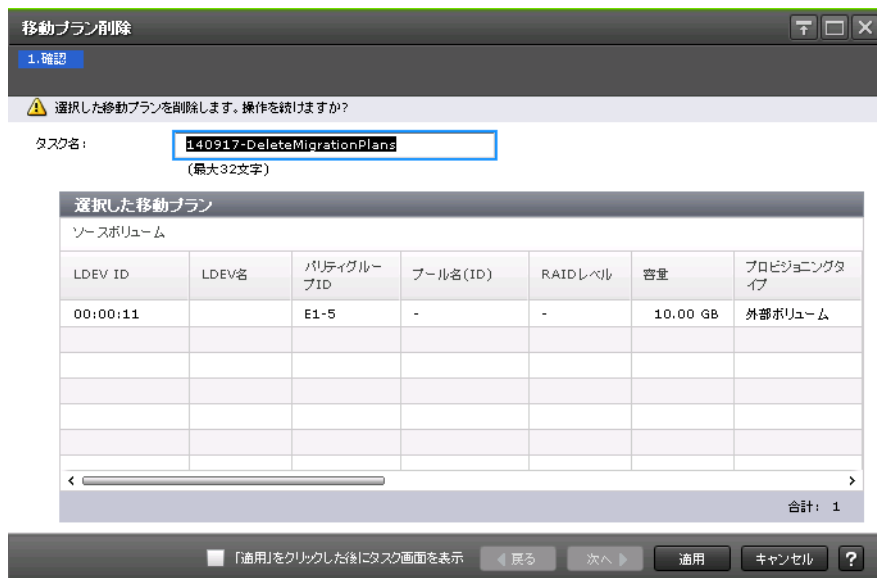 移動プラン削除
1.確認
選択した移動プランを削除します。操作を続けますか?
タスク名:
140917-DeleteMigrationPlans
(最大32文字)
選択した移動プラン
ソースボリューム
LDEV ID
LDEV名
パリティグルー
プID
プール名(ID)
RAIDレベル
容量
プロビジョニングタ
イプ
00:00:11
E1-5
-
-
10.00 GB
外部ボリューム
合計: 1
「適用」をクリックした後にタスク画面を表示
戻る
次へ
適用
キャンセル
?